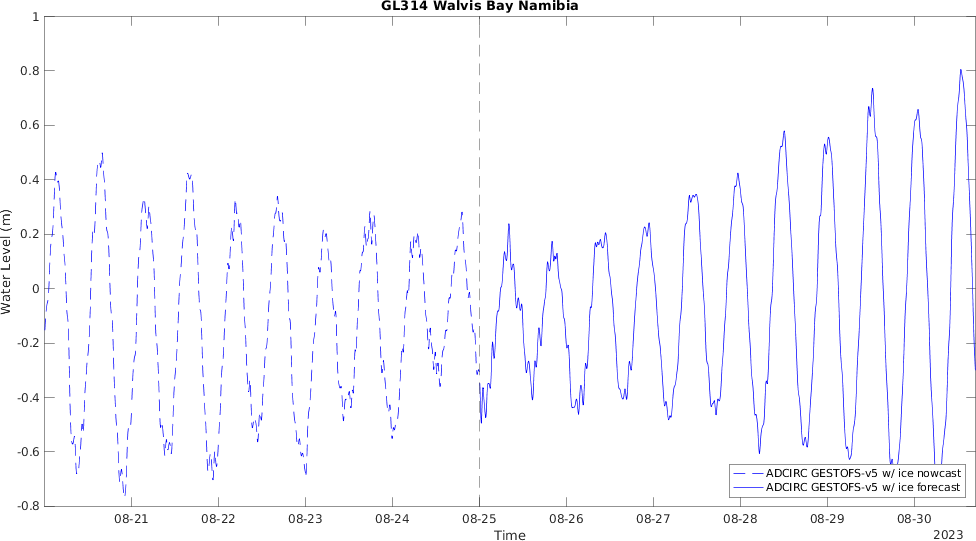 GL314 Walvis Bay Namibia
1
0.8
0.6
0.4
0.2
0
-0.2
-0.4
-0.6
-0.8
Water Level (m)
08-21 08-22 08-23 08-24 08-25 08-26 08-27 08-28 08-29 08-30
Time
2023
ADCIRC GESTOFS-v5 w/ ice nowcast
ADCIRC GESTOFS-v5 w/ ice forecast